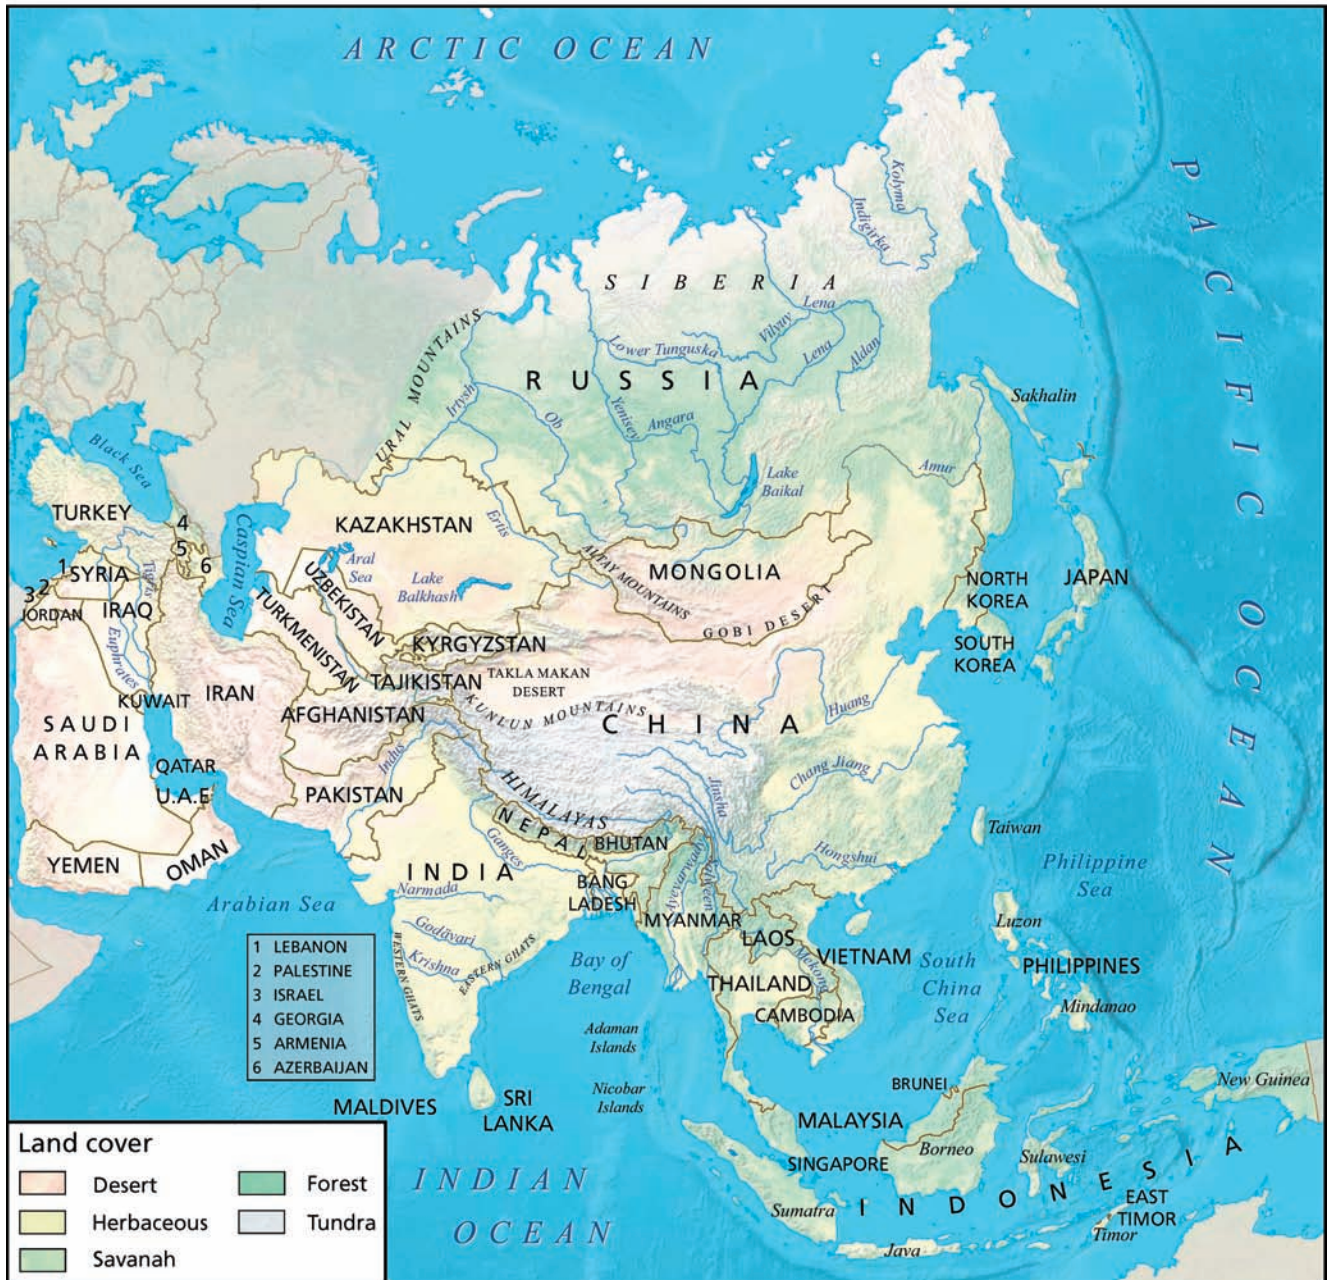 ARCTIC OCEAN
PACIFIC OCEAN
Kolyma
Indigirka
SIBERIA
Lena
Vilyuy
Lower Tunguska
Lena
Aldan
URAL MOUNTAINS
RUSSIA
Sakhalin
Irtysh
Ob
Yenisey
Angara
Black Sea
Amur
Lake
Baikal
TURKEY
4
KAZAKHSTAN
Ertis
Caspian Sea
5
6
Aral
Sea
1
SYRIA
Tigris
UZBEKISTAN
Lake
Balkhash
ALTAY MOUNTAINS
MONGOLIA
NORTH
KOREA
JAPAN
2
3
JORDAN
IRAQ
TURKMENISTAN
GOBI DESERT
KYRGYZSTAN
SOUTH
KOREA
Euphrates
TAJIKISTAN
TAKLA MAKAN
DESERT
KUWAIT
IRAN
AFGHANISTAN
KUNLUN MOUNTAINS
CHINA
Huang
SAUDI
ARABIA
QATAR
U.A.E
Indus
PAKISTAN
HIMALAYAS
Jinsha
Chang Jiang
NEPAL
Taiwan
BHUTAN
YEMEN
OMAN
Ganges
INDIA
Ayeyarwady
Salween
Hongshui
Philippine
Sea
Arabian Sea
Narmada
BANG
LADESH
MYANMAR
Luzon
Godāvari
LAOS
WESTERN GHATS
Krishna
EASTERN GHATS
Bay of
Bengal
VIETNAM
Mekong
South
China
Sea
PHILIPPINES
THAILAND
Mindanao
CAMBODIA
1 LEBANON
2 PALESTINE
3 ISRAEL
4 GEORGIA
5 ARMENIA
6 AZERBAIJAN
Adaman
Islands
Nicobar
Islands
BRUNEI
New Guinea
MALDIVES
SRI
LANKA
MALAYSIA
Borneo
Sulawesi
SINGAPORE
INDONESIA
Sumatra
EAST
TIMOR
Timor
Java
INDIAN
OCEAN
Land cover
Desert
Forest
Herbaceous
Tundra
Savanah